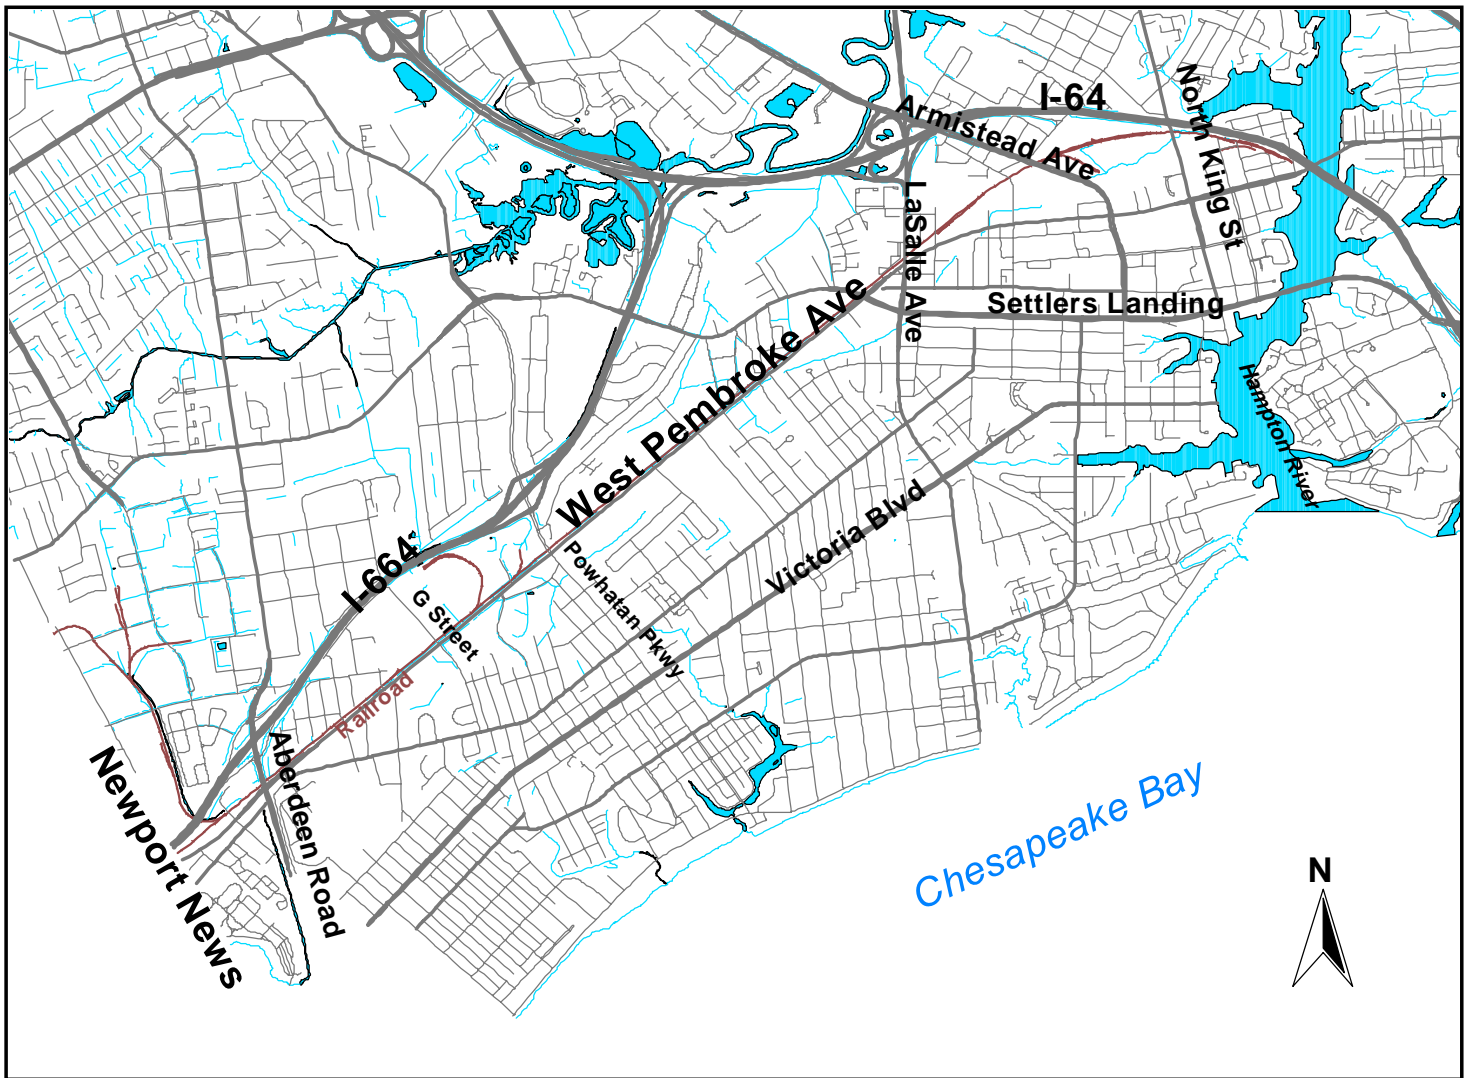 I-64
Armistead Ave
North King St
LaSalle Ave
Settlers Landing
West Pembroke Ave
Hampton River
Victoria Blvd
I-664
Powhatan Pkwy
G Street
Railroad
Aberdeen Road
Newport News
Chesapeake Bay
N